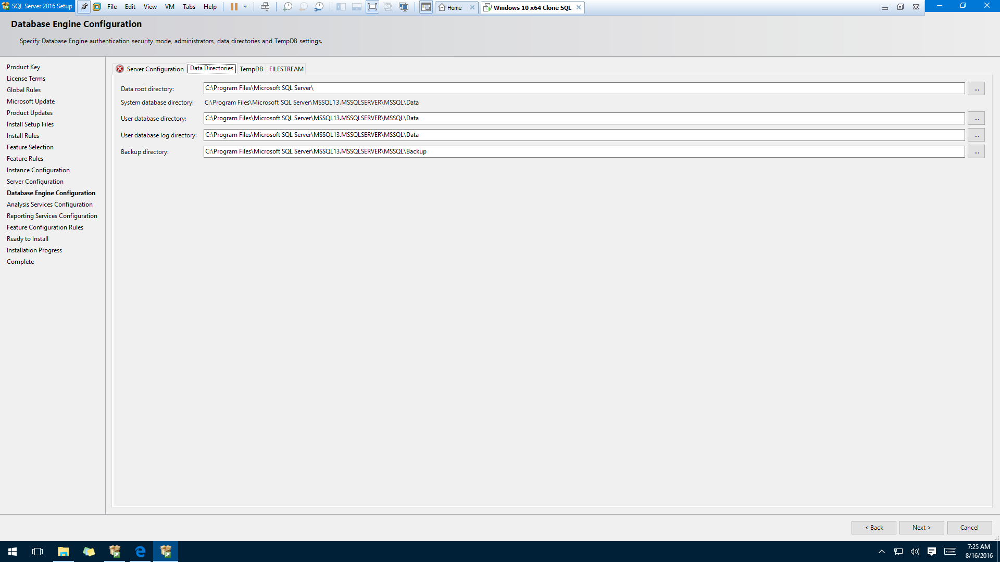 SQL Server 2016 Setup File Edit View VM Tabs Help Home Windows 10 x64 Clone SQL
Database Engine Configuration
Specify Database Engine authentication security mode, administrators, data directories and TempDB settings.
Product Key
License Terms
Global Rules
Microsoft Update
Product Updates
Install Setup Files
Install Rules
Feature Selection
Feature Rules
Instance Configuration
Server Configuration
Database Engine Configuration
Analysis Services Configuration
Reporting Services Configuration
Feature Configuration Rules
Ready to Install
Installation Progress
Complete
Server Configuration Data Directories TempDB FILESTREAM
Data root directory: C:\Program Files\Microsoft SQL Server\ ...
System database directory: C:\Program Files\Microsoft SQL Server\MSSQL13.MSSQLSERVER\MSSQL\Data
User database directory: C:\Program Files\Microsoft SQL Server\MSSQL13.MSSQLSERVER\MSSQL\Data ...
User database log directory: C:\Program Files\Microsoft SQL Server\MSSQL13.MSSQLSERVER\MSSQL\Data ...
Backup directory: C:\Program Files\Microsoft SQL Server\MSSQL13.MSSQLSERVER\MSSQL\Backup ...
< Back Next > Cancel
7:25 AM
8/16/2016